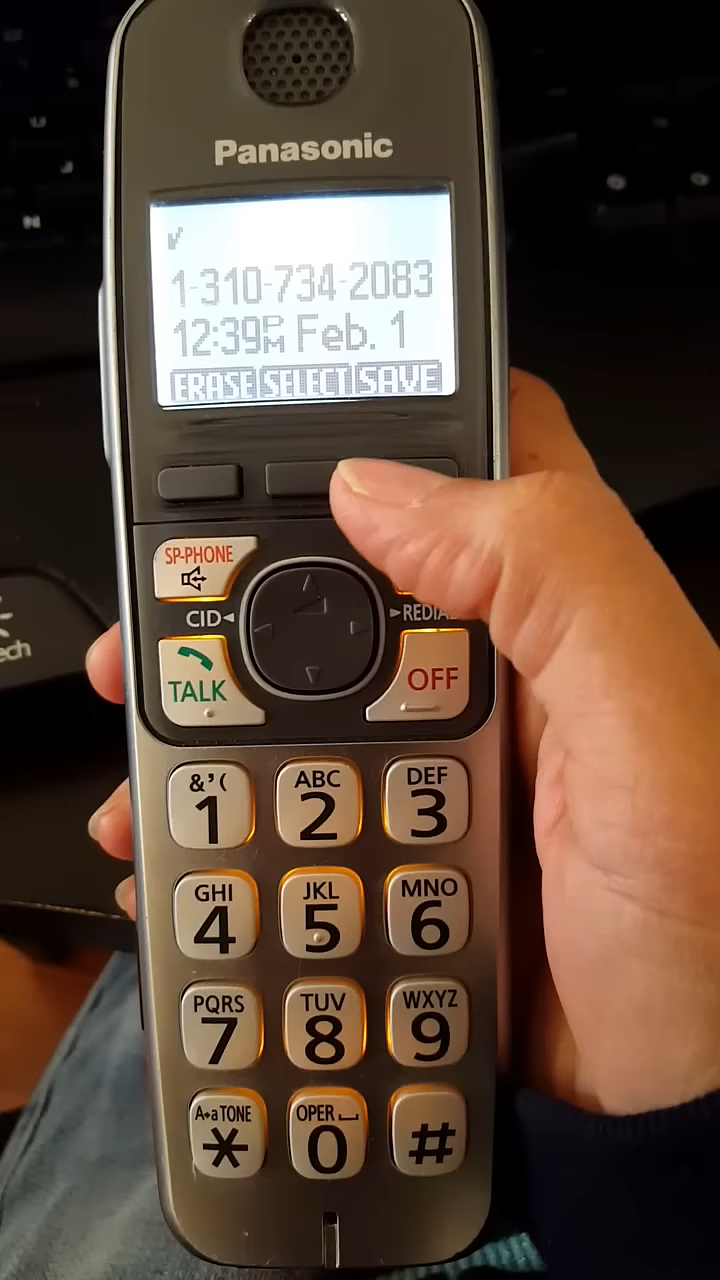 Panasonic
✓
1-310-734-2083
12:39PM Feb. 1
ERASE SELECT SAVE
SP-PHONE
CID◄ ►REDIAL
TALK OFF
&’( ABC DEF
1 2 3
GHI JKL MNO
4 5 6
PQRS TUV WXYZ
7 8 9
A➔a TONE OPER ⎵
* 0 #
N
J
ech